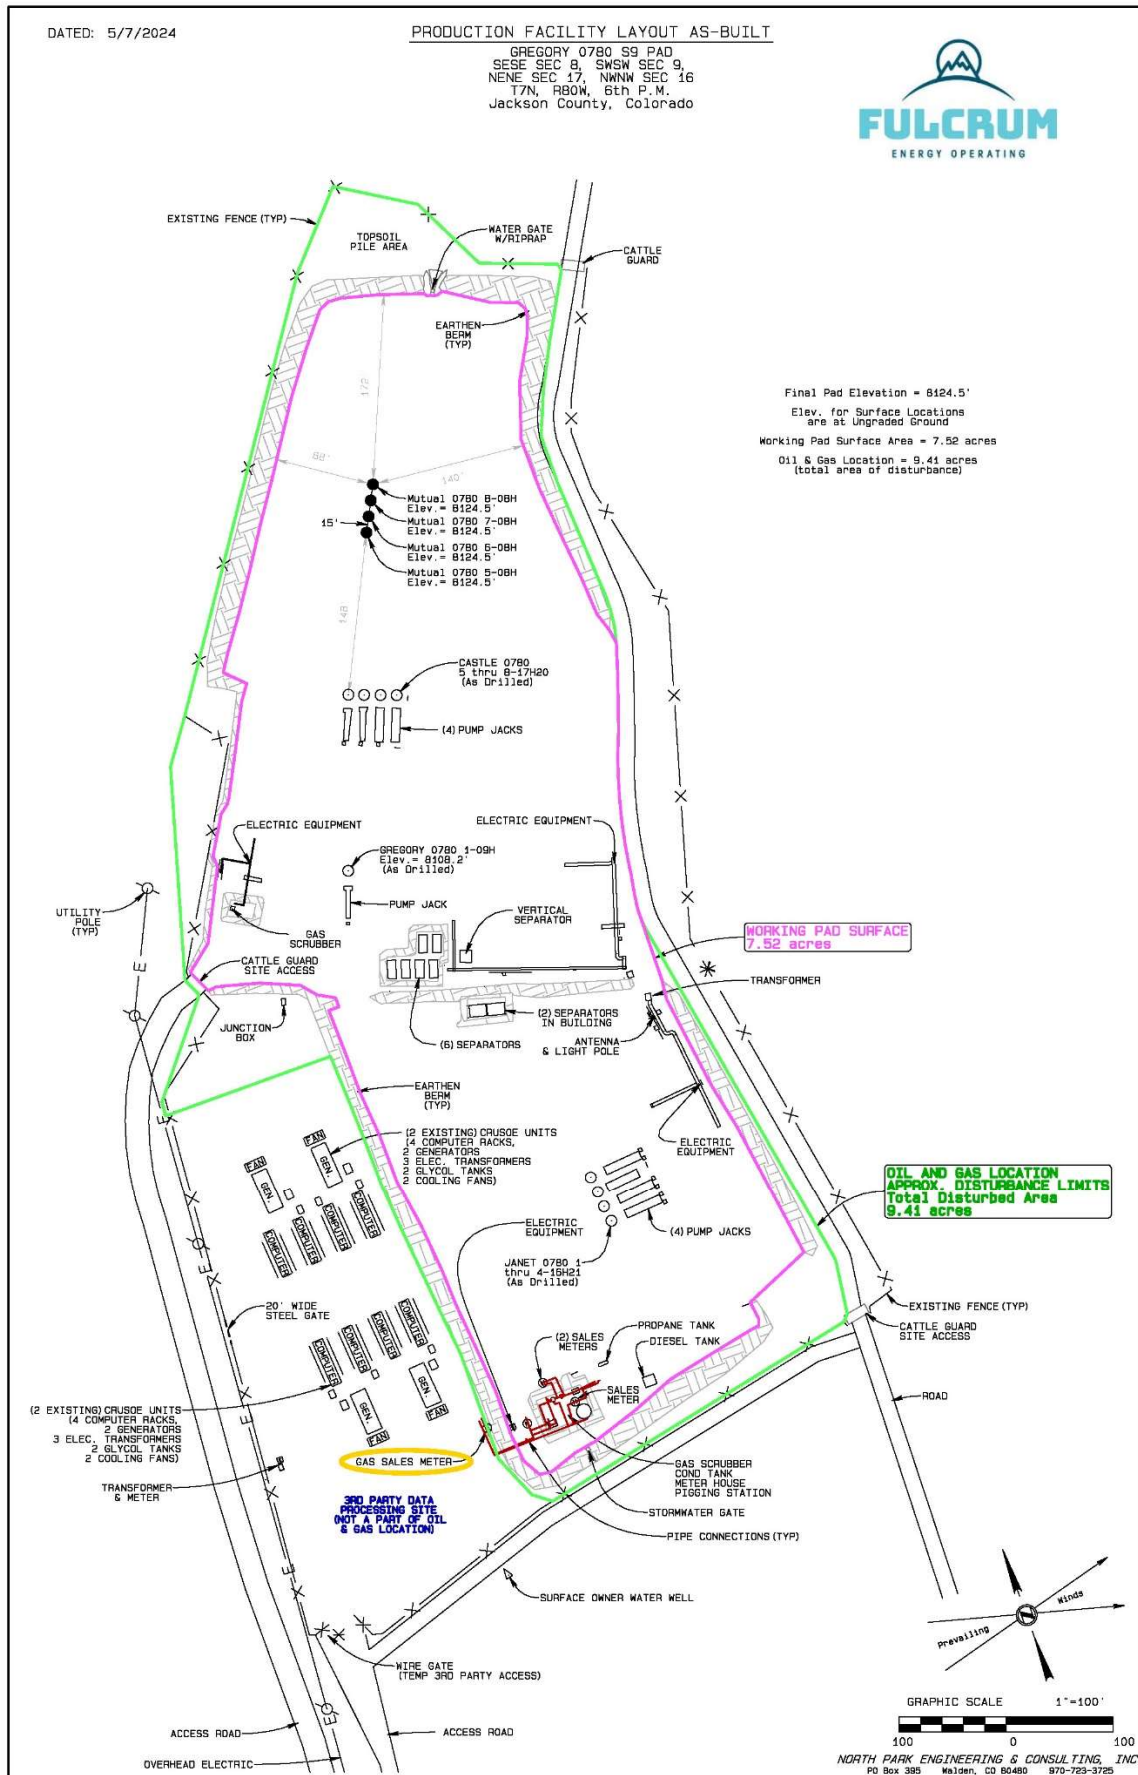 DATED: 5/7/2024
PRODUCTION FACILITY LAYOUT AS-BUILT
GREGORY 0780 S9 PAD
SESE SEC 8, SWSW SEC 9,
NENE SEC 17, NWNW SEC 16
T7N, R80W, 6th P.M.
Jackson County, Colorado
FULCRUM
ENERGY OPERATING
EXISTING FENCE (TYP)
TOPSOIL
PILE AREA
WATER GATE
W/RIPRAP
CATTLE
GUARD
EARTHEN
BERM
(TYP)
172'
Final Pad Elevation = 8124.5'
Elev. for Surface Locations
are at Ungraded Ground
Working Pad Surface Area = 7.52 acres
Oil & Gas Location = 9.41 acres
(total area of disturbance)
82'
140'
Mutual 0780 8-08H
Elev.= 8124.5'
Mutual 0780 7-08H
Elev.= 8124.5'
15'
Mutual 0780 6-08H
Elev.= 8124.5'
Mutual 0780 5-08H
Elev.= 8124.5'
148'
CASTLE 0780
5 thru 8-17H20
(As Drilled)
(4) PUMP JACKS
ELECTRIC EQUIPMENT
ELECTRIC EQUIPMENT
GREGORY 0780 1-09H
Elev.= 8108.2'
(As Drilled)
UTILITY
POLE
(TYP)
PUMP JACK
VERTICAL
SEPARATOR
GAS
SCRUBBER
WORKING PAD SURFACE
7.52 acres
CATTLE GUARD
SITE ACCESS
TRANSFORMER
E
JUNCTION
BOX
(2) SEPARATORS
IN BUILDING
(6) SEPARATORS
ANTENNA
& LIGHT POLE
EARTHEN
BERM
(TYP)
E
(2 EXISTING) CRUSOE UNITS
(4 COMPUTER RACKS,
2 GENERATORS
3 ELEC. TRANSFORMERS
2 GLYCOL TANKS
2 COOLING FANS)
ELECTRIC
EQUIPMENT
FAN
GEN.
FAN
GEN.
OIL AND GAS LOCATION
APPROX. DISTURBANCE LIMITS
Total Disturbed Area
9.41 acres
COMPUTER
COMPUTER
COMPUTER
COMPUTER
ELECTRIC
EQUIPMENT
(4) PUMP JACKS
JANET 0780 1
thru 4-16H21
(As Drilled)
20' WIDE
STEEL GATE
EXISTING FENCE (TYP)
CATTLE GUARD
SITE ACCESS
COMPUTER
COMPUTER
COMPUTER
COMPUTER
PROPANE TANK
(2) SALES
METERS
DIESEL TANK
GEN.
FAN
GEN.
FAN
SALES
METER
ROAD
(2 EXISTING) CRUSOE UNITS
(4 COMPUTER RACKS,
2 GENERATORS
3 ELEC. TRANSFORMERS
2 GLYCOL TANKS
2 COOLING FANS)
GAS SALES METER
GAS SCRUBBER
COND TANK
METER HOUSE
PIGGING STATION
TRANSFORMER
& METER
3RD PARTY DATA
PROCESSING SITE
(NOT A PART OF OIL
& GAS LOCATION)
STORMWATER GATE
PIPE CONNECTIONS (TYP)
E
E
SURFACE OWNER WATER WELL
WIRE GATE
(TEMP 3RD PARTY ACCESS)
E
Prevailing Winds
N
ACCESS ROAD
ACCESS ROAD
OVERHEAD ELECTRIC
GRAPHIC SCALE 1"=100'
100 0 100
NORTH PARK ENGINEERING & CONSULTING, INC
PO Box 395 Walden, CO 80480 970-723-3725